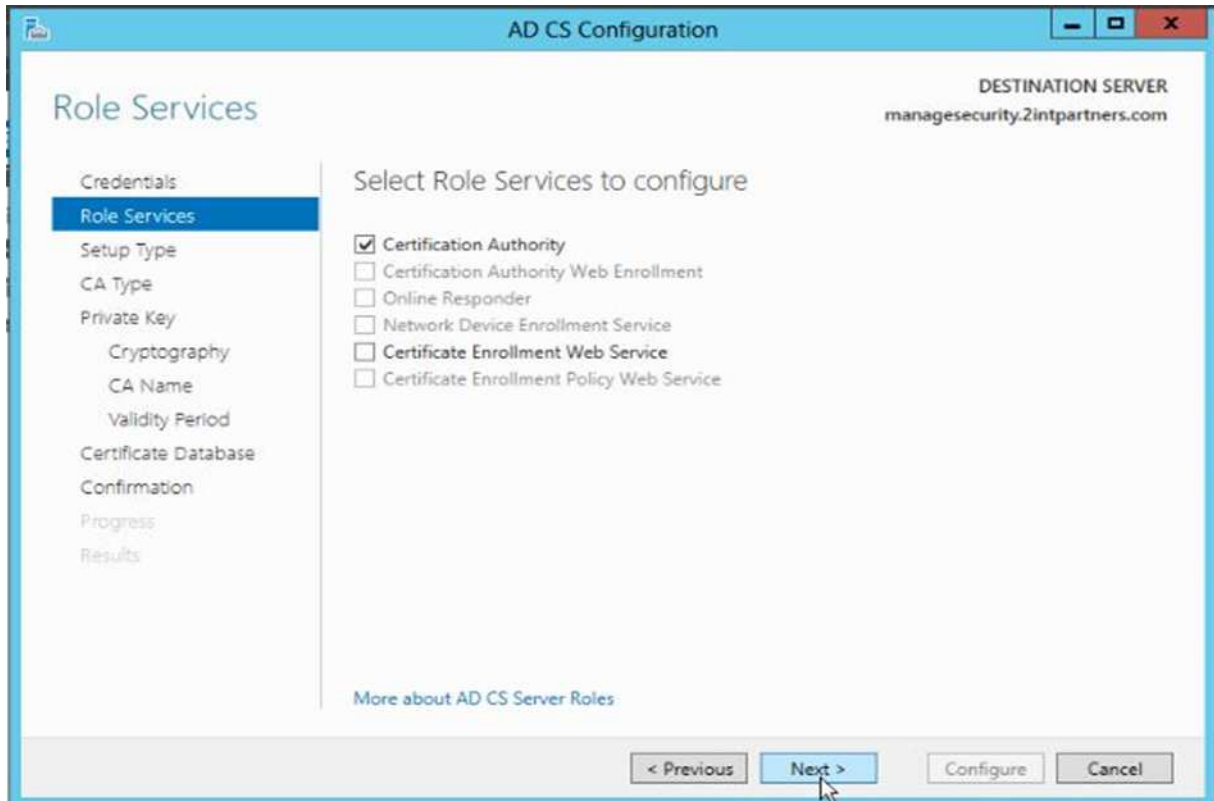 AD CS Configuration
Role Services
DESTINATION SERVER
managesecurity.2intpartners.com
Credentials
Role Services
Setup Type
CA Type
Private Key
Cryptography
CA Name
Validity Period
Certificate Database
Confirmation
Progress
Results
Select Role Services to configure
Certification Authority
Certification Authority Web Enrollment
Online Responder
Network Device Enrollment Service
Certificate Enrollment Web Service
Certificate Enrollment Policy Web Service
More about AD CS Server Roles
< Previous
Next >
Configure
Cancel